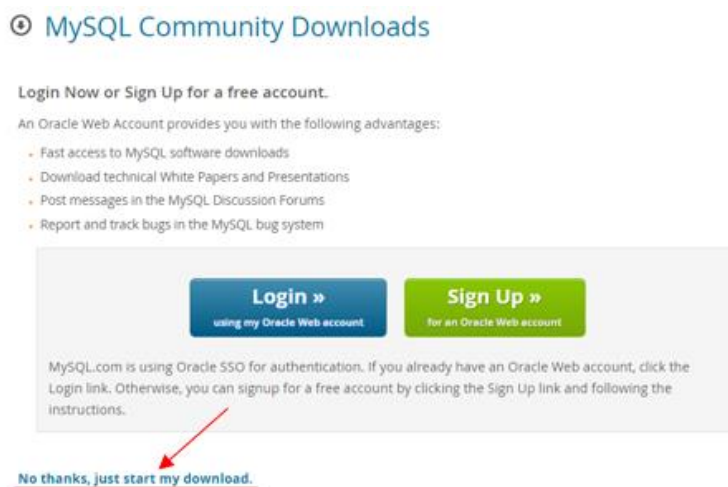 MySQL Community Downloads
Login Now or Sign Up for a free account.
An Oracle Web Account provides you with the following advantages:
Fast access to MySQL software downloads
Download technical White Papers and Presentations
Post messages in the MySQL Discussion Forums
Report and track bugs in the MySQL bug system
Login »
using my Oracle Web account
Sign Up »
for an Oracle Web account
MySQL.com is using Oracle SSO for authentication. If you already have an Oracle Web account, click the
Login link. Otherwise, you can signup for a free account by clicking the Sign Up link and following the
instructions.
No thanks, just start my download.